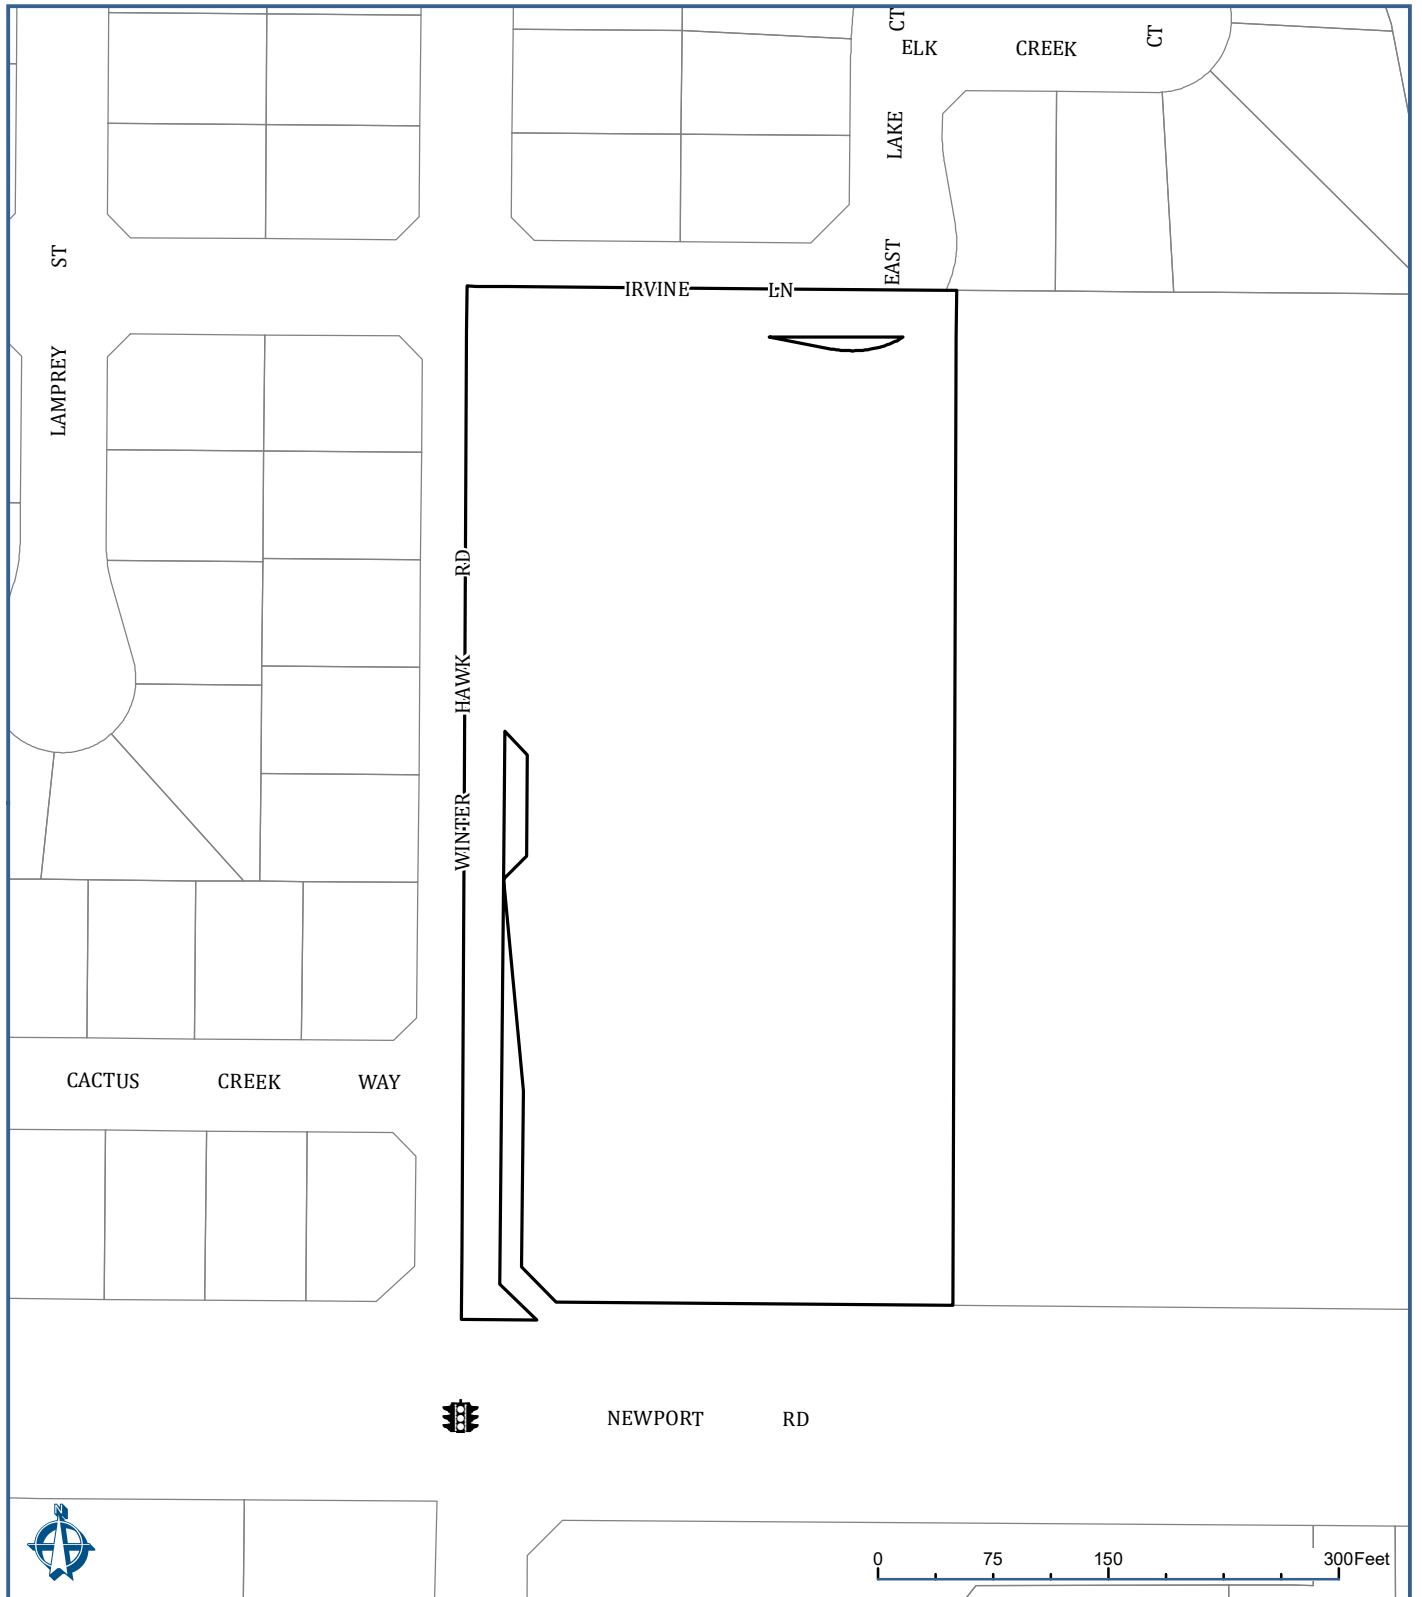 CT
ELK CREEK CT
EAST LAKE
LAMPREY ST
IRVINE LN
WINTER HAWK RD
CACTUS CREEK WAY
NEWPORT RD
N
0 75 150 300Feet